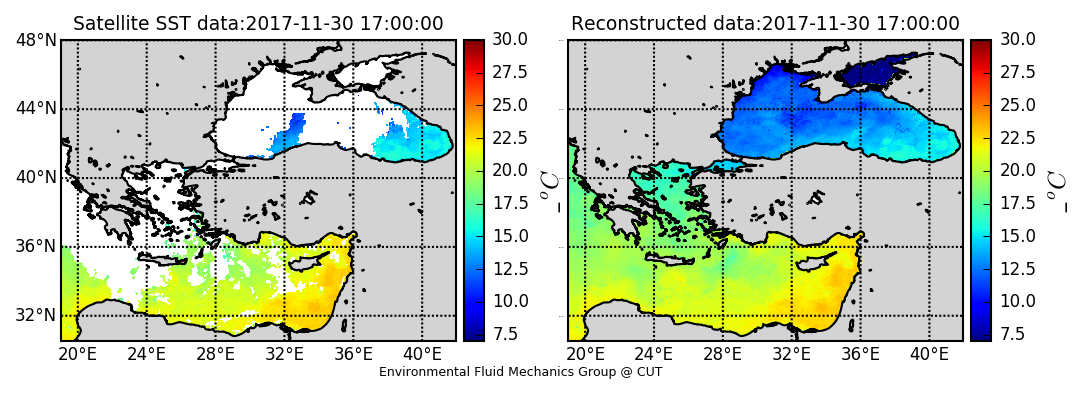 Satellite SST data:2017-11-30 17:00:00
48°N
44°N
40°N
36°N
32°N
20°E 24°E 28°E 32°E 36°E 40°E
30.0
27.5
25.0
22.5
20.0
17.5
15.0
12.5
10.0
7.5
_°C
Reconstructed data:2017-11-30 17:00:00
20°E 24°E 28°E 32°E 36°E 40°E
30.0
27.5
25.0
22.5
20.0
17.5
15.0
12.5
10.0
7.5
_°C
Environmental Fluid Mechanics Group @ CUT